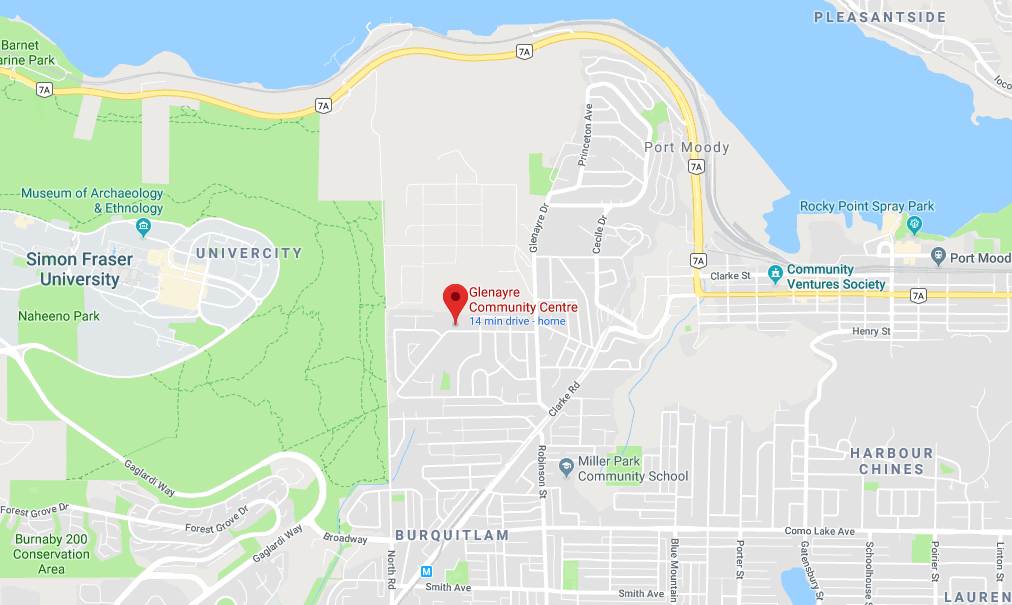 PLEASANTSIDE
Barnet
arine Park
7A
7A
7A
loco
Princeton Ave
Port Moody
7A
Museum of Archaeology
& Ethnology
Rocky Point Spray Park
Glenayre Dr
Cecile Dr
UNIVERCITY
Simon Fraser
University
7A
Clarke St
Community
Ventures Society
Port Mood
Glenayre
Community Centre
14 min drive - home
7A
Naheeno Park
Henry St
Clarke Rd
HARBOUR
CHINES
Robinson St
Miller Park
Community School
Gaglardi Way
Forest Grove Dr
Forest Grove Dr
Gaglardi Way
Burnaby 200
Conservation
Area
Broadway
BURQUITLAM
Como Lake Ave
North Rd
M
Smith Ave
Smith Ave
Blue Mountain
Porter St
Gatensbury St
Schoolhouse S
Poirier St
Linton St
LAUREN